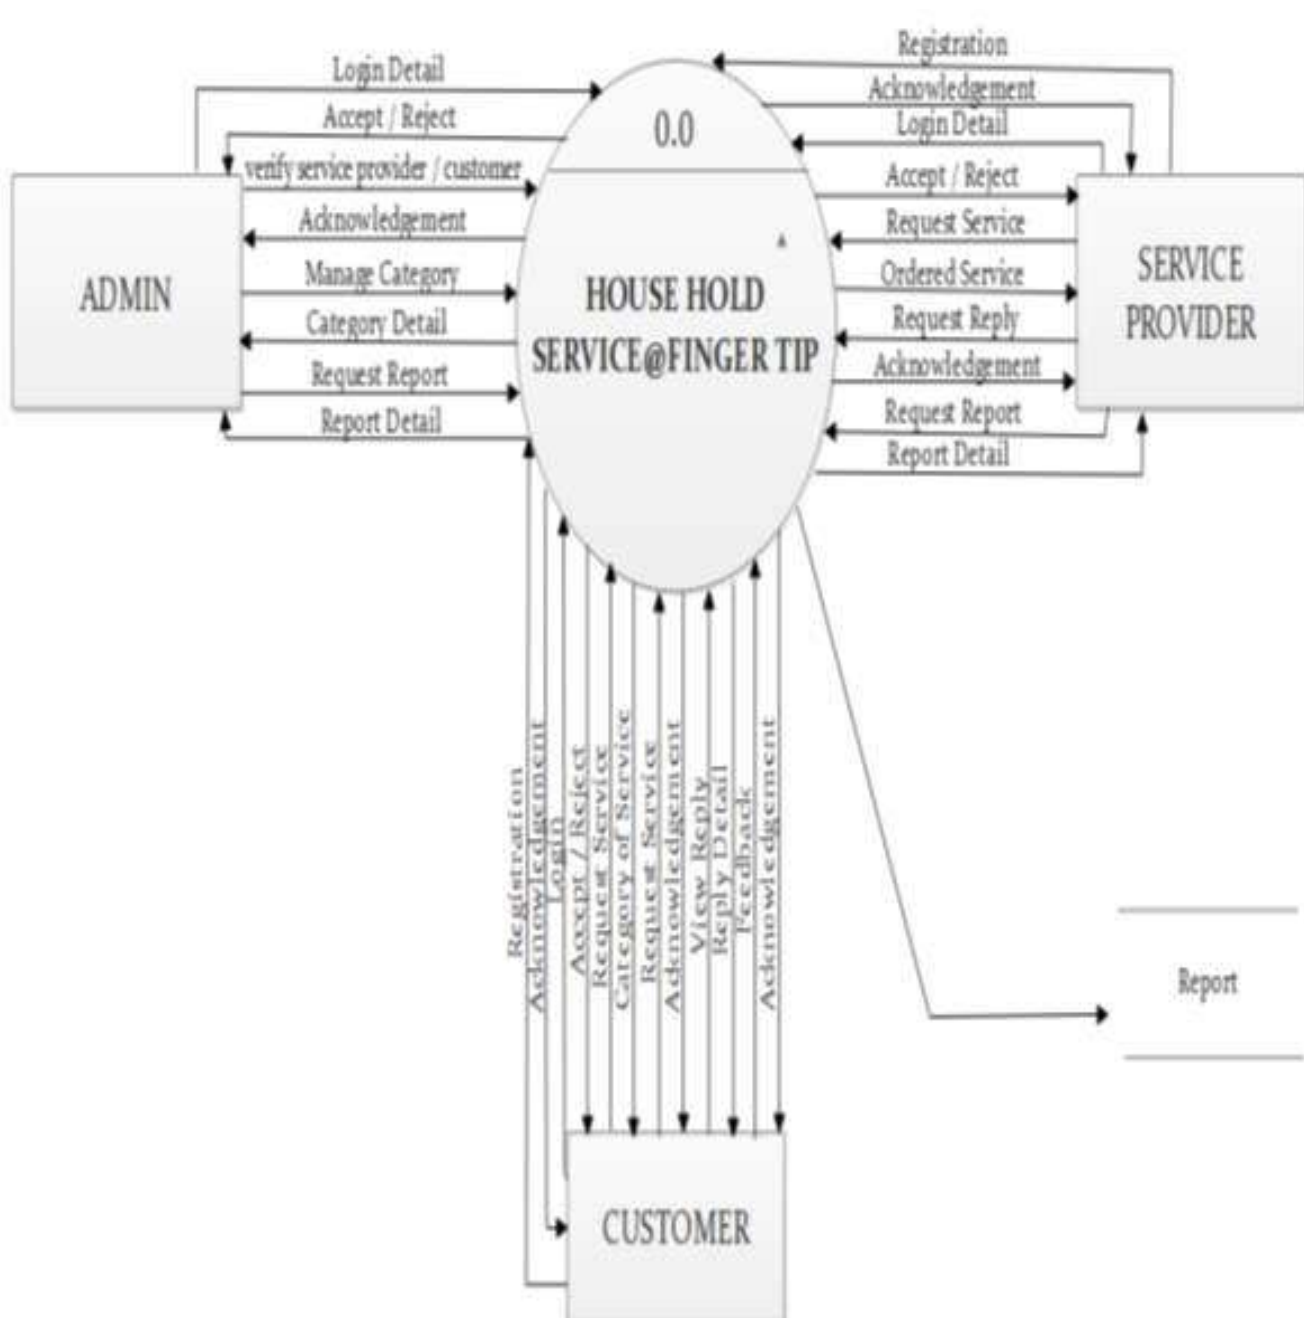 Login Detail
Accept / Reject
verify service provider / customer
Acknowledgement
Manage Category
Category Detail
Request Report
Report Detail
ADMIN
0.0
HOUSE HOLD
SERVICE@FINGER TIP
Registration
Acknowledgement
Login Detail
Accept / Reject
Request Service
Ordered Service
Request Reply
Acknowledgement
Request Report
Report Detail
SERVICE
PROVIDER
Registration
Acknowledgement
Login
Accept / Reject
Request Service
Category of Service
Request Service
Acknowledgement
View Reply
Reply Detail
Feedback
Acknowledgement
Report
CUSTOMER